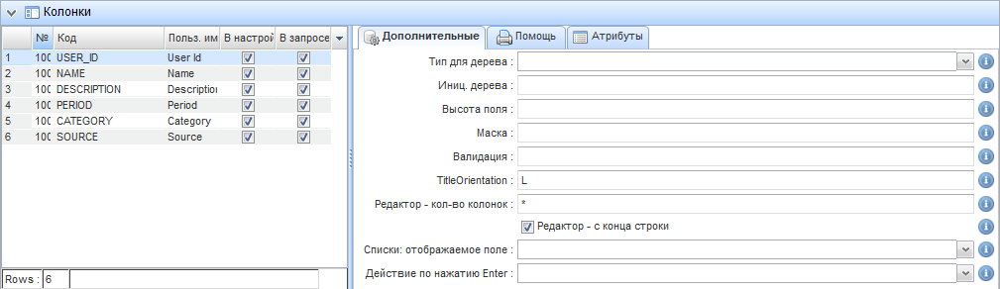 Колонки
№ Код Польз. им В настрой В запросе
1 100 USER_ID User Id
2 100 NAME Name
3 100 DESCRIPTION Description
4 100 PERIOD Period
5 100 CATEGORY Category
6 100 SOURCE Source
Rows : 6
Дополнительные Помощь Атрибуты
Тип для дерева :
Иниц. дерева :
Высота поля :
Маска :
Валидация :
TitleOrientation : L
Редактор - кол-во колонок : *
Редактор - с конца строки
Списки: отображаемое поле :
Действие по нажатию Enter :